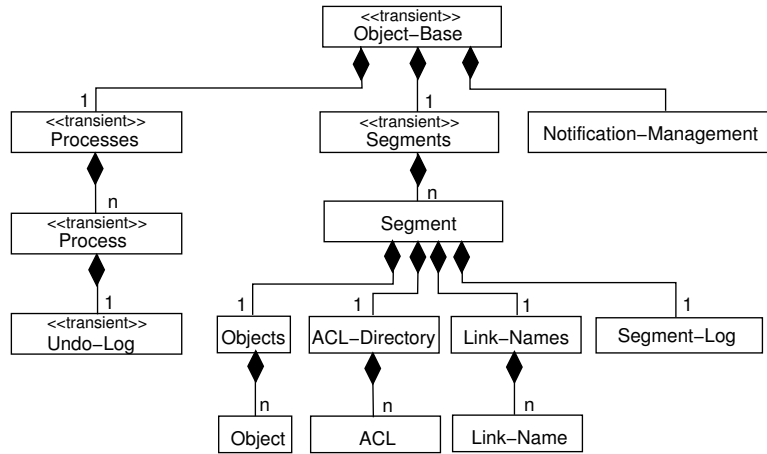 <<transient>>
Object–Base
1
1
<<transient>>
Processes
<<transient>>
Segments
Notification–Management
n
n
<<transient>>
Process
Segment
1
1
1
1
1
<<transient>>
Undo–Log
Objects
ACL–Directory
Link–Names
Segment–Log
n
n
n
Object
ACL
Link–Name